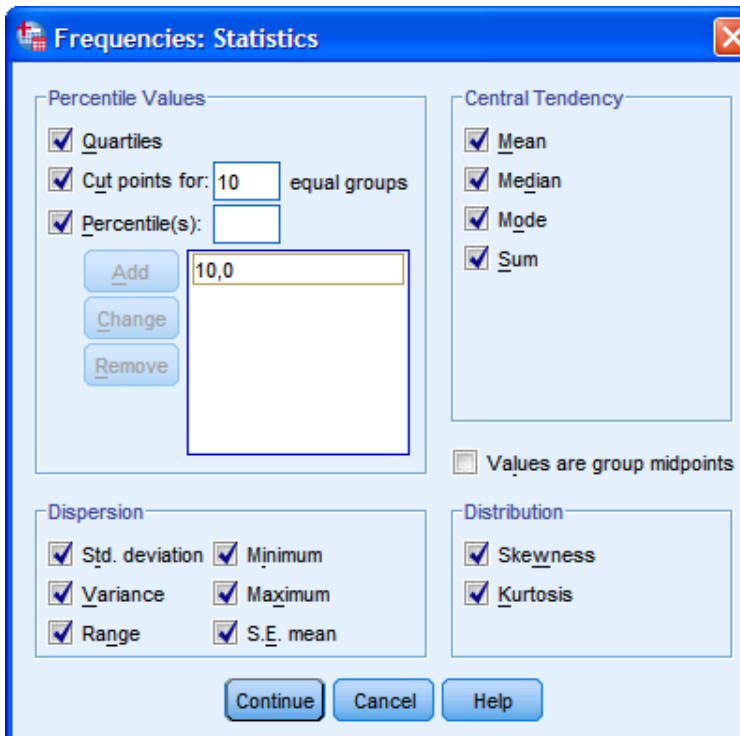 Frequencies: Statistics
Percentile Values
Quartiles
Cut points for: 10 equal groups
Percentile(s):
Add
10,0
Change
Remove
Central Tendency
Mean
Median
Mode
Sum
Values are group midpoints
Dispersion
Std. deviation Minimum
Variance Maximum
Range S.E. mean
Distribution
Skewness
Kurtosis
Continue Cancel Help